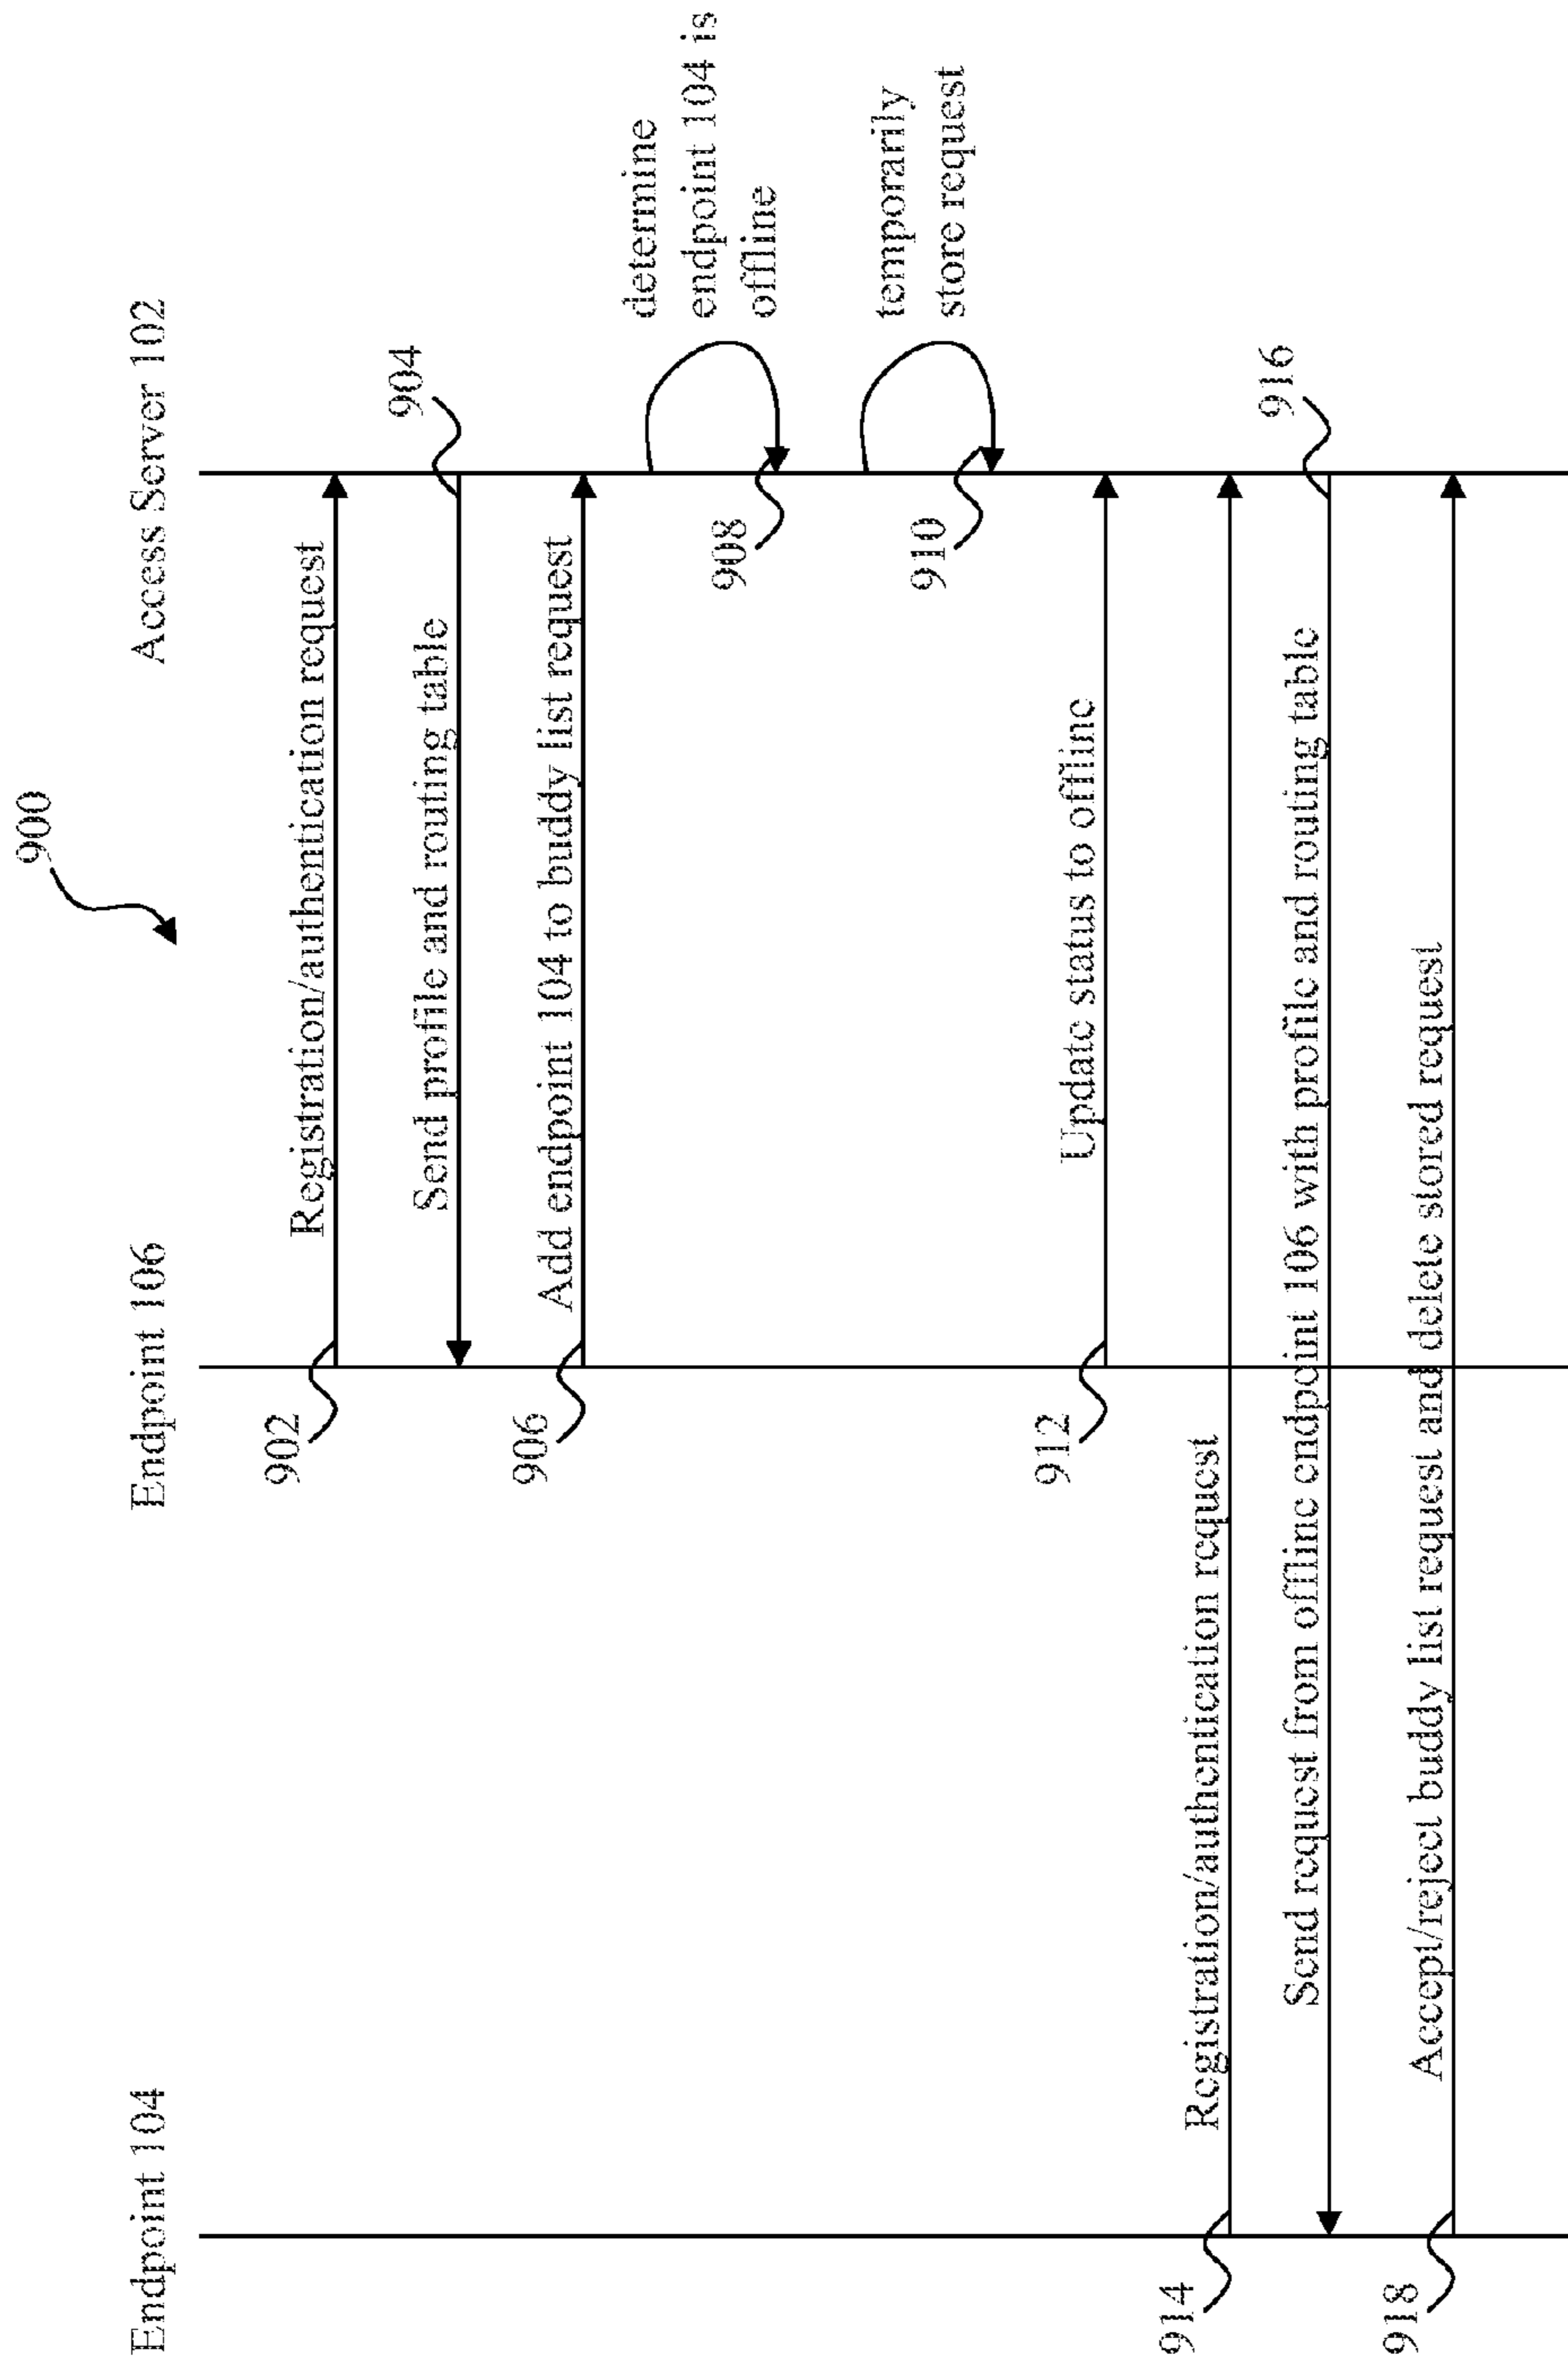 900
Endpoint 104
Endpoint 106
Access Server 102
Registration/authentication request
902
Send profile and routing table
904
Add endpoint 104 to buddy list request
906
determine
endpoint 104 is
offline
908
temporarily
store request
910
Update status to offline
912
Registration/authentication request
914
Send request from offline endpoint 106 with profile and routing table
916
Accept/reject buddy list request and delete stored request
918